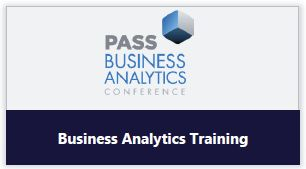 PASS
BUSINESS
ANALYTICS
CONFERENCE
Business Analytics Training